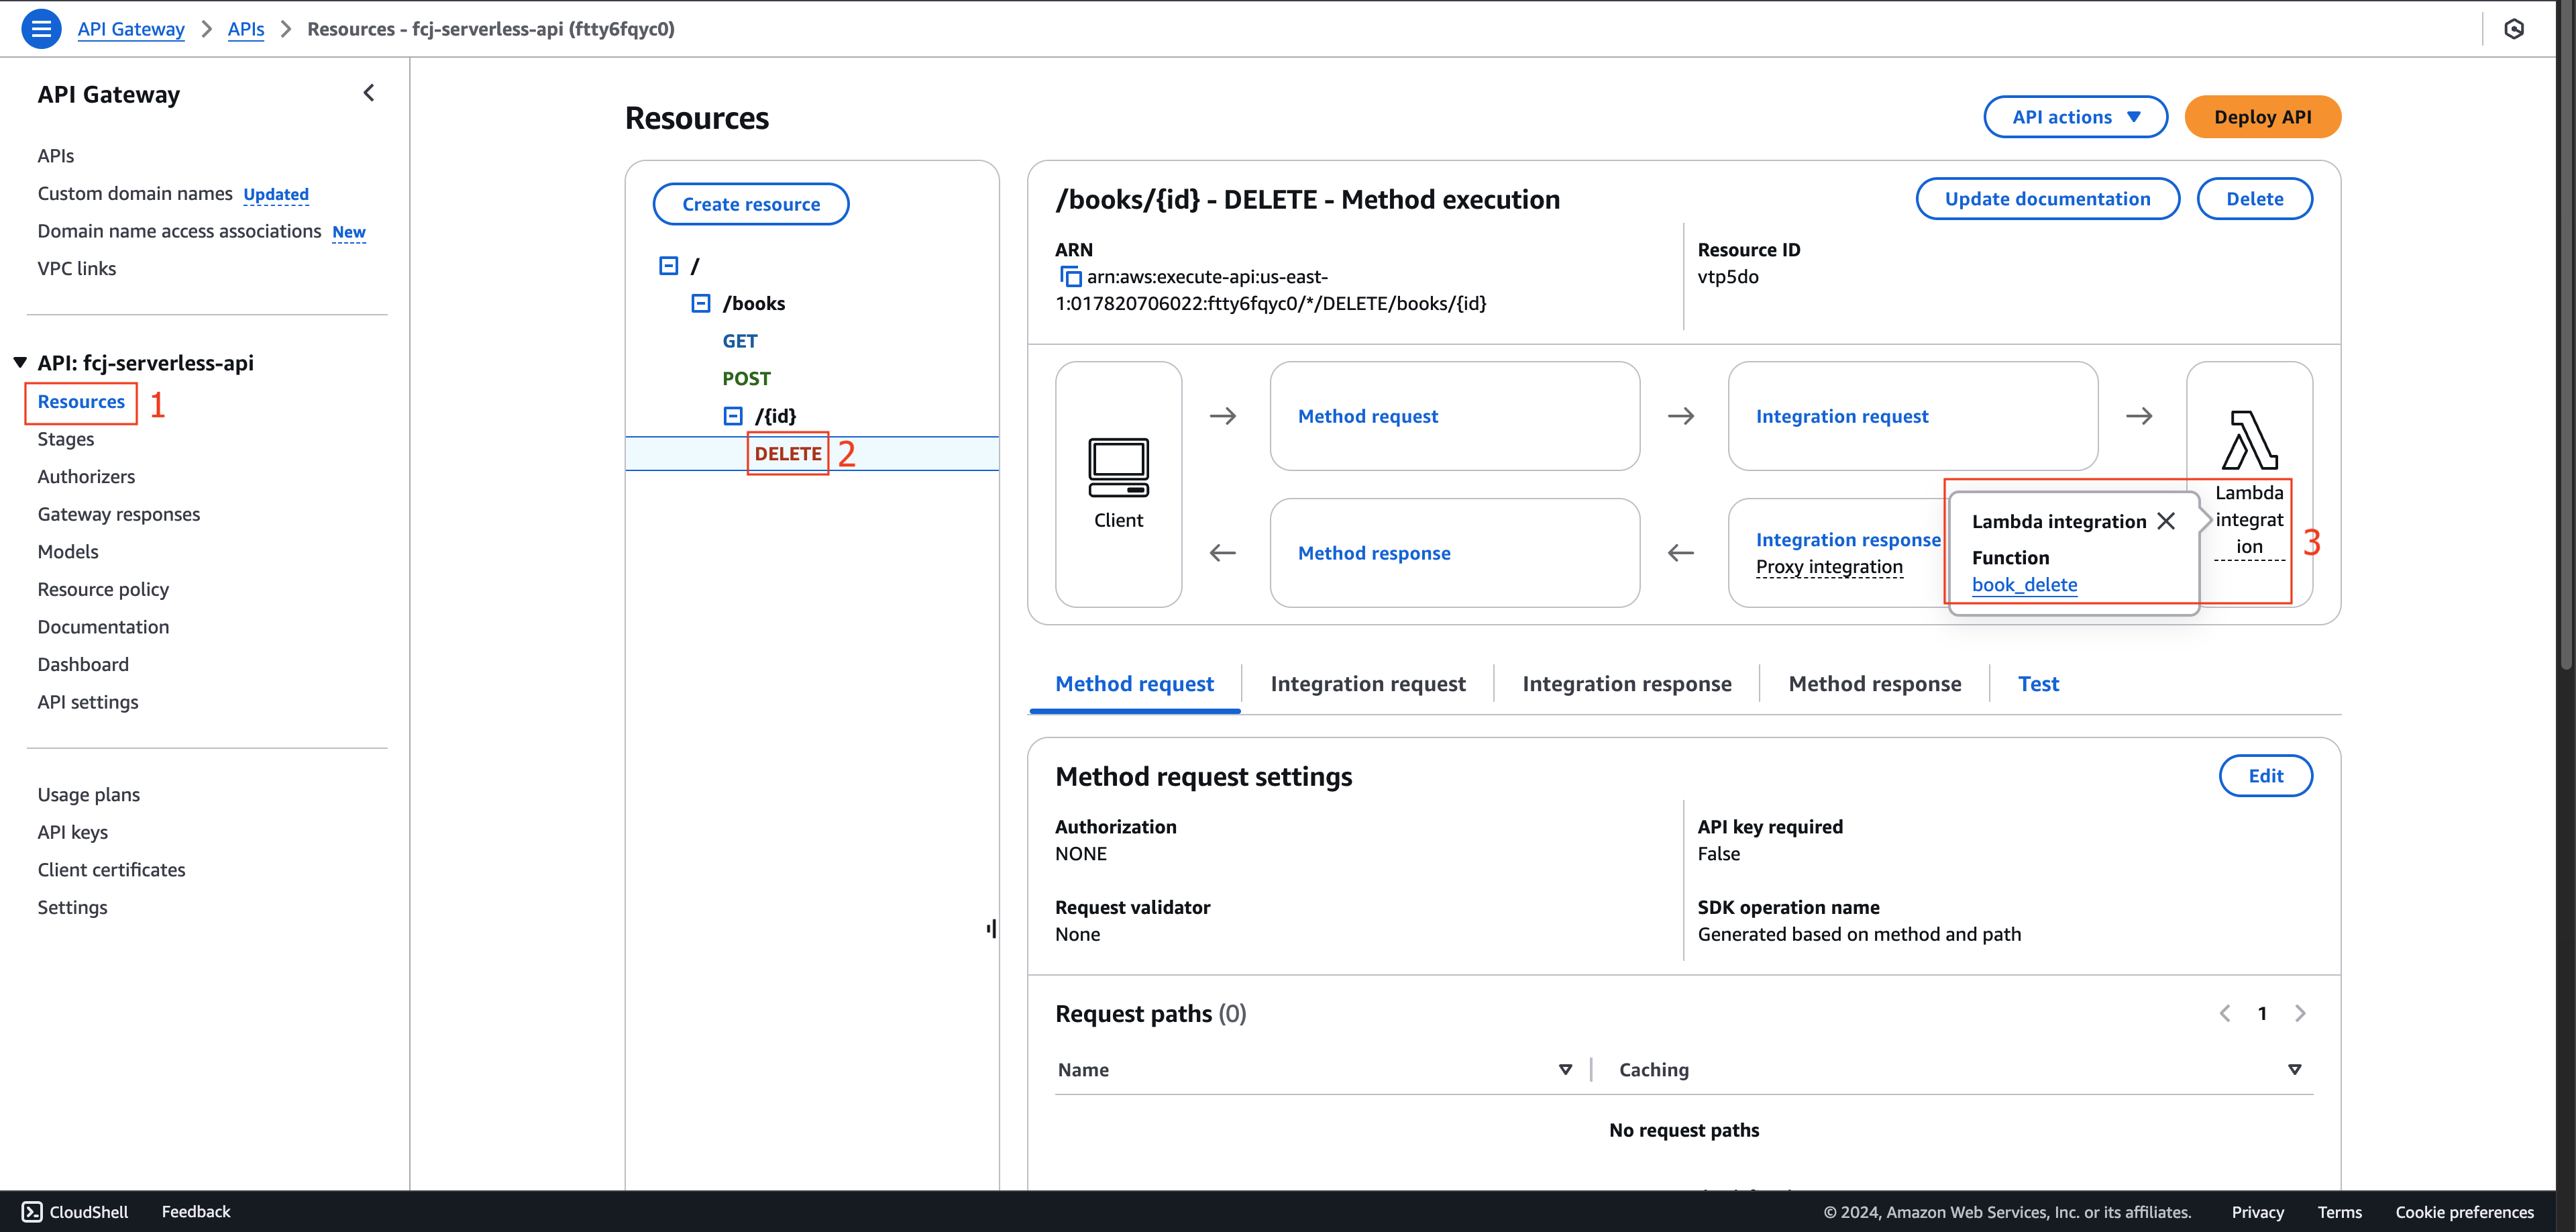 API Gateway > APIs > Resources - fcj-serverless-api (ftty6fqyc0)
API Gateway
APIs
Custom domain names Updated
Domain name access associations New
VPC links
API: fcj-serverless-api
Resources 1
Stages
Authorizers
Gateway responses
Models
Resource policy
Documentation
Dashboard
API settings
Usage plans
API keys
Client certificates
Settings
Resources
API actions
Deploy API
Create resource
/
/books
GET
POST
/{id}
DELETE 2
/books/{id} - DELETE - Method execution
Update documentation
Delete
ARN
arn:aws:execute-api:us-east-
1:017820706022:ftty6fqyc0/*/DELETE/books/{id}
Resource ID
vtp5do
Client
Method request
Integration request
Method response
Integration response
Proxy integration
Lambda integration
Function
book_delete
Lambda
integrat
ion
3
Method request
Integration request
Integration response
Method response
Test
Method request settings
Edit
Authorization
NONE
API key required
False
Request validator
None
SDK operation name
Generated based on method and path
Request paths (0)
1
Name
Caching
No request paths
CloudShell
Feedback
© 2024, Amazon Web Services, Inc. or its affiliates.
Privacy
Terms
Cookie preferences